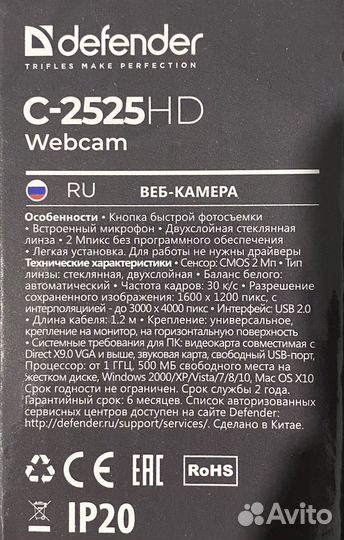 defender
TRIFLES MAKE PERFECTION
C-2525HD
Webcam
RU ВЕБ-КАМЕРА
Особенности • Кнопка быстрой фотосъемки
• Встроенный микрофон • Двухслойная стеклянная
линза • 2 Мпикс без программного обеспечения
• Легкая установка. Для работы не нужны драйверы
Технические характеристики • Сенсор: CMOS 2 Мп • Тип
линзы: стеклянная, двухслойная • Баланс белого:
автоматический • Частота кадров: 30 к/с • Разрешение
сохраненного изображения: 1600 x 1200 пикс, с
интерполяцией - до 3000 x 4000 пикс • Интерфейс: USB 2.0
• Длина кабеля: 1.2 м • Крепление: универсальное,
крепление на монитор, на горизонтальную поверхность
• Системные требования для ПК: видеокарта совместимая с
Direct X9.0 VGA и выше, звуковая карта, свободный USB-порт,
Процессор: от 1 ГГЦ, 500 МБ свободного места на
жестком диске, Windows 2000/XP/Vista/7/8/10, Mac OS X10
Срок годности не ограничен. Срок службы 2 года.
Гарантийный срок: 6 месяцев. Список авторизованных
сервисных центров доступен на сайте Defender:
http://defender.ru/support/services/. Сделано в Китае.
CE EAC RoHS
IP20
Avito